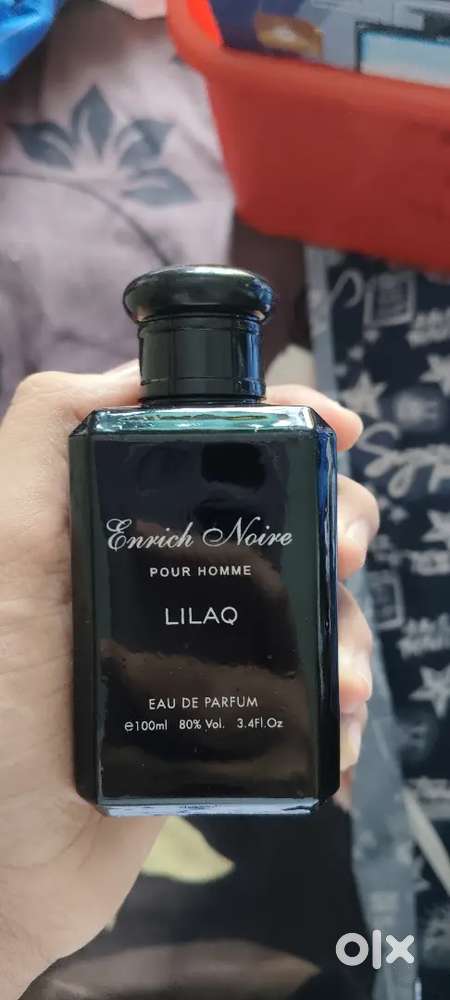 Enrich Noire
POUR HOMME
LILAQ
EAU DE PARFUM
e100ml 80% Vol. 3.4Fl.Oz
olx